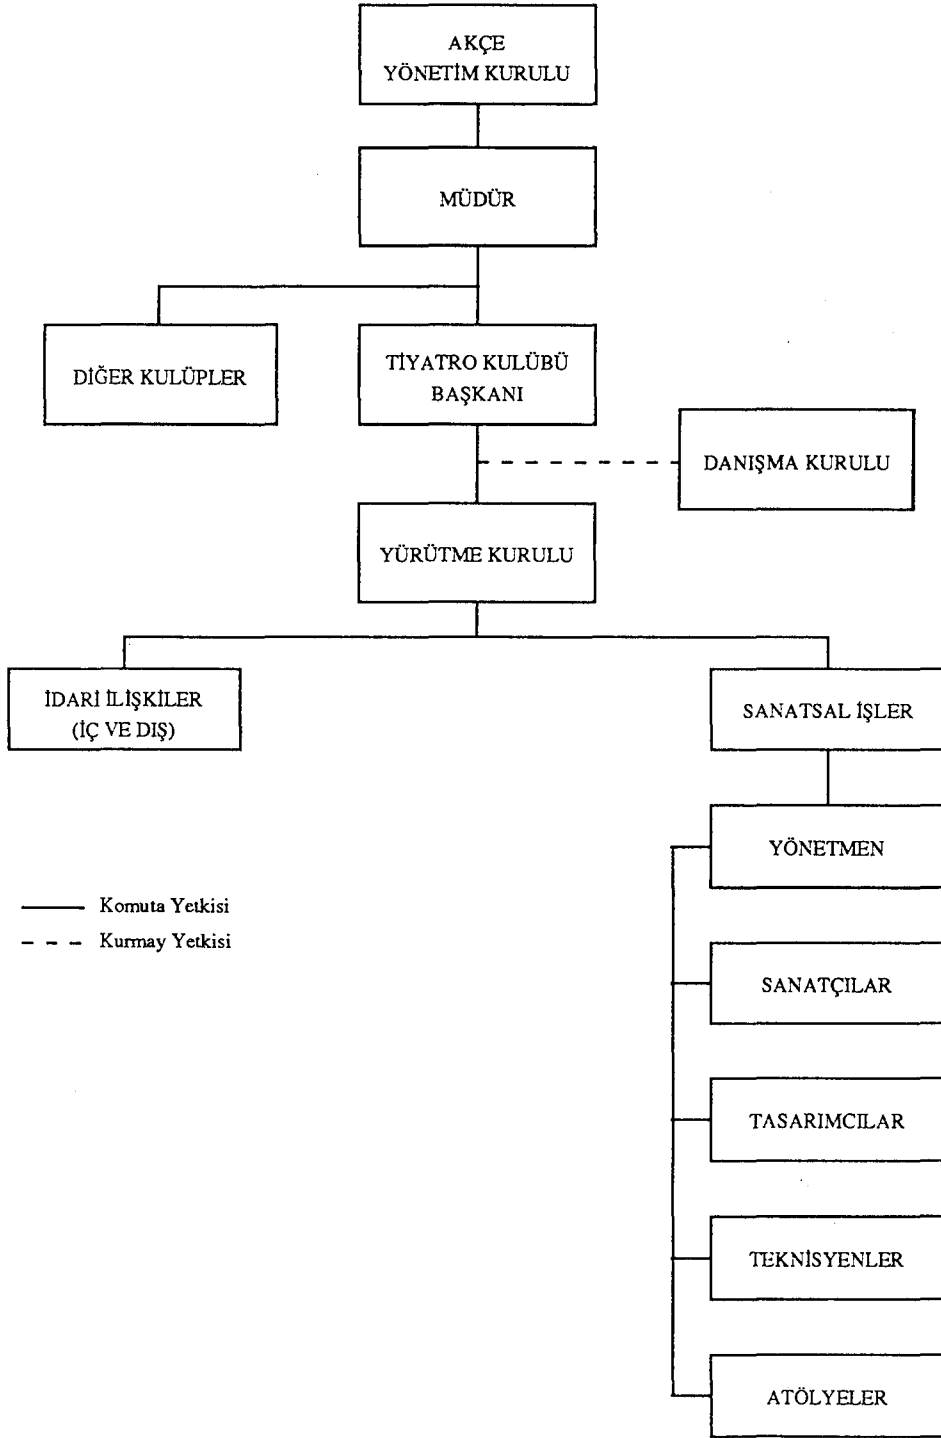 AKÇE
YÖNETİM KURULU
MÜDÜR
DİĞER KULÜPLER
TİYATRO KULÜBÜ
BAŞKANI
DANIŞMA KURULU
YÜRÜTME KURULU
İDARİ İLİŞKİLER
(İÇ VE DIŞ)
SANATSAL İŞLER
YÖNETMEN
Komuta Yetkisi
Kurmay Yetkisi
SANATÇILAR
TASARIMCILAR
TEKNİSYENLER
ATÖLYELER